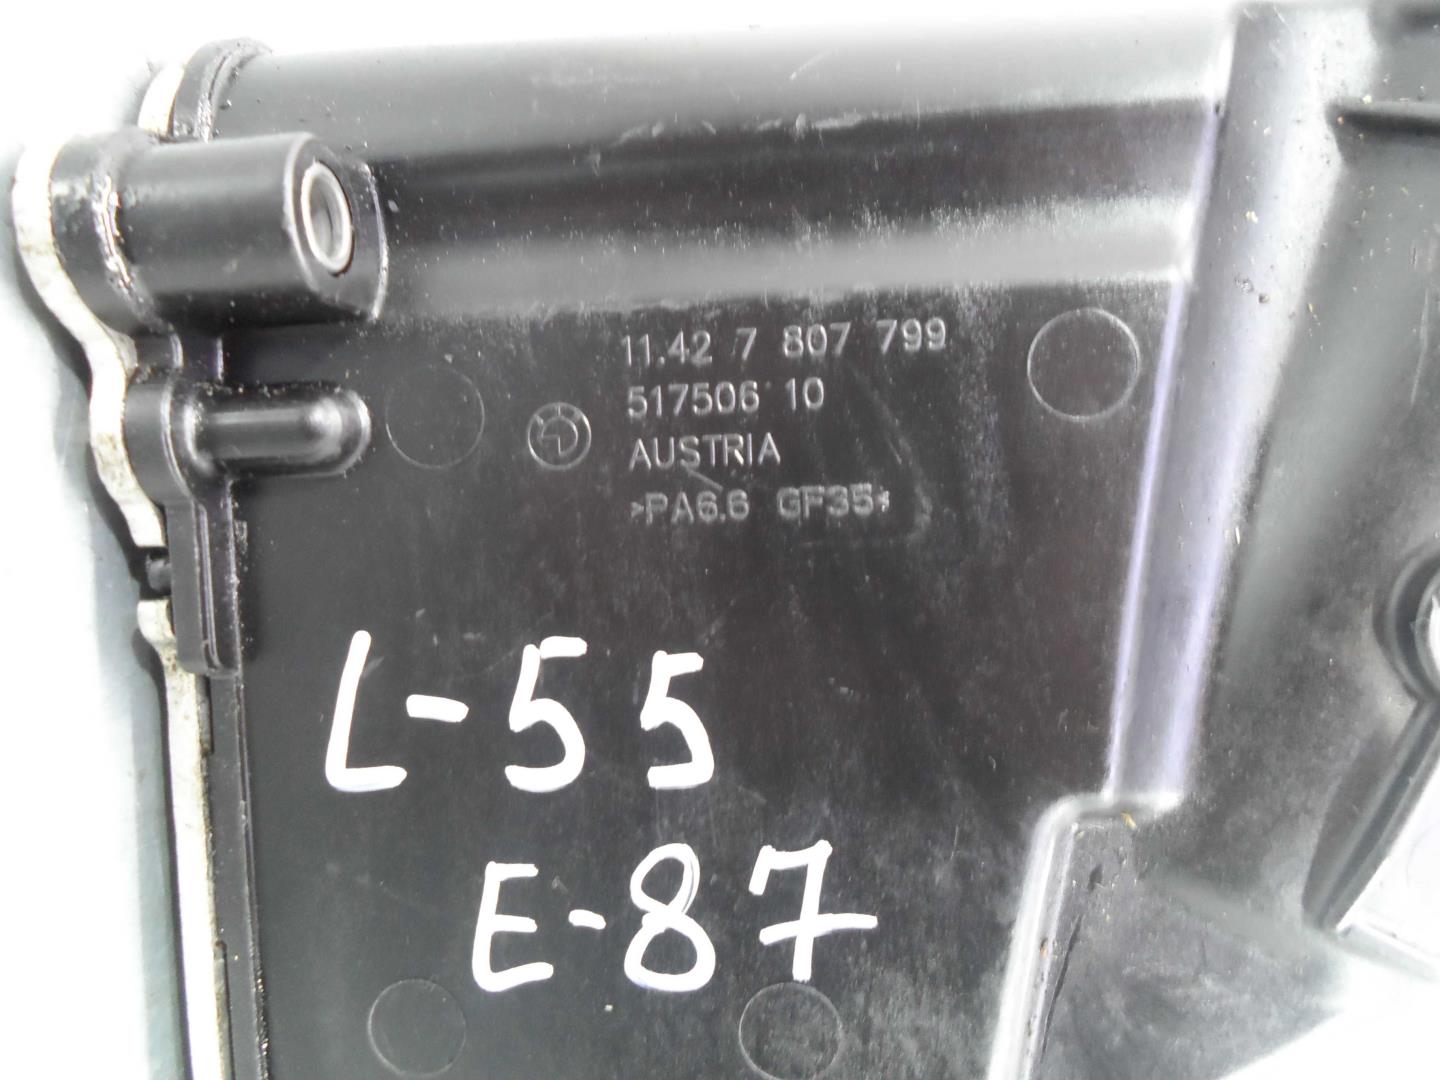 11.42 7 807 799
517506 10
AUSTRIA
>PA6.6 GF35<
L-55
E-87